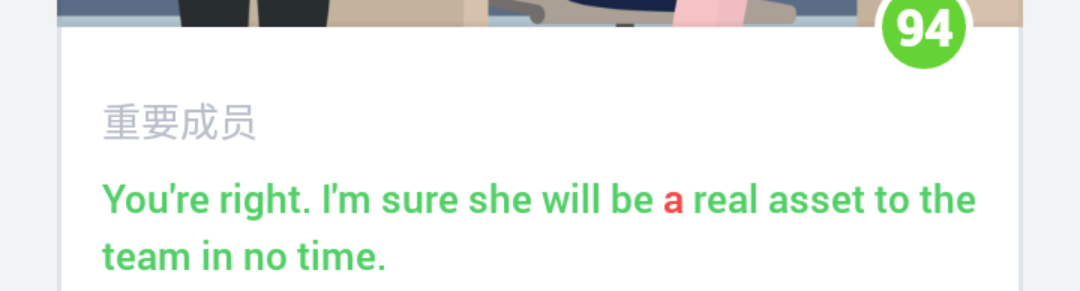 94
重要成员
You're right. I'm sure she will be a real asset to the
team in no time.